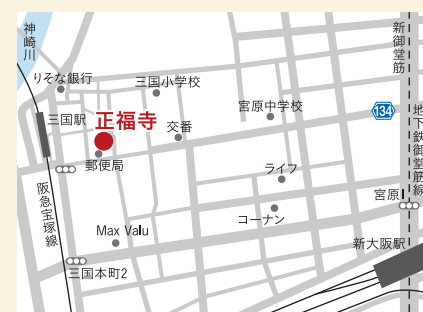 神崎川
新御堂筋
りそな銀行
三国小学校
宮原中学校
134
三国駅
正福寺
交番
地下鉄御堂筋線
郵便局
ライフ
阪急宝塚線
宮原
コーナン
Max Valu
新大阪駅
三国本町2